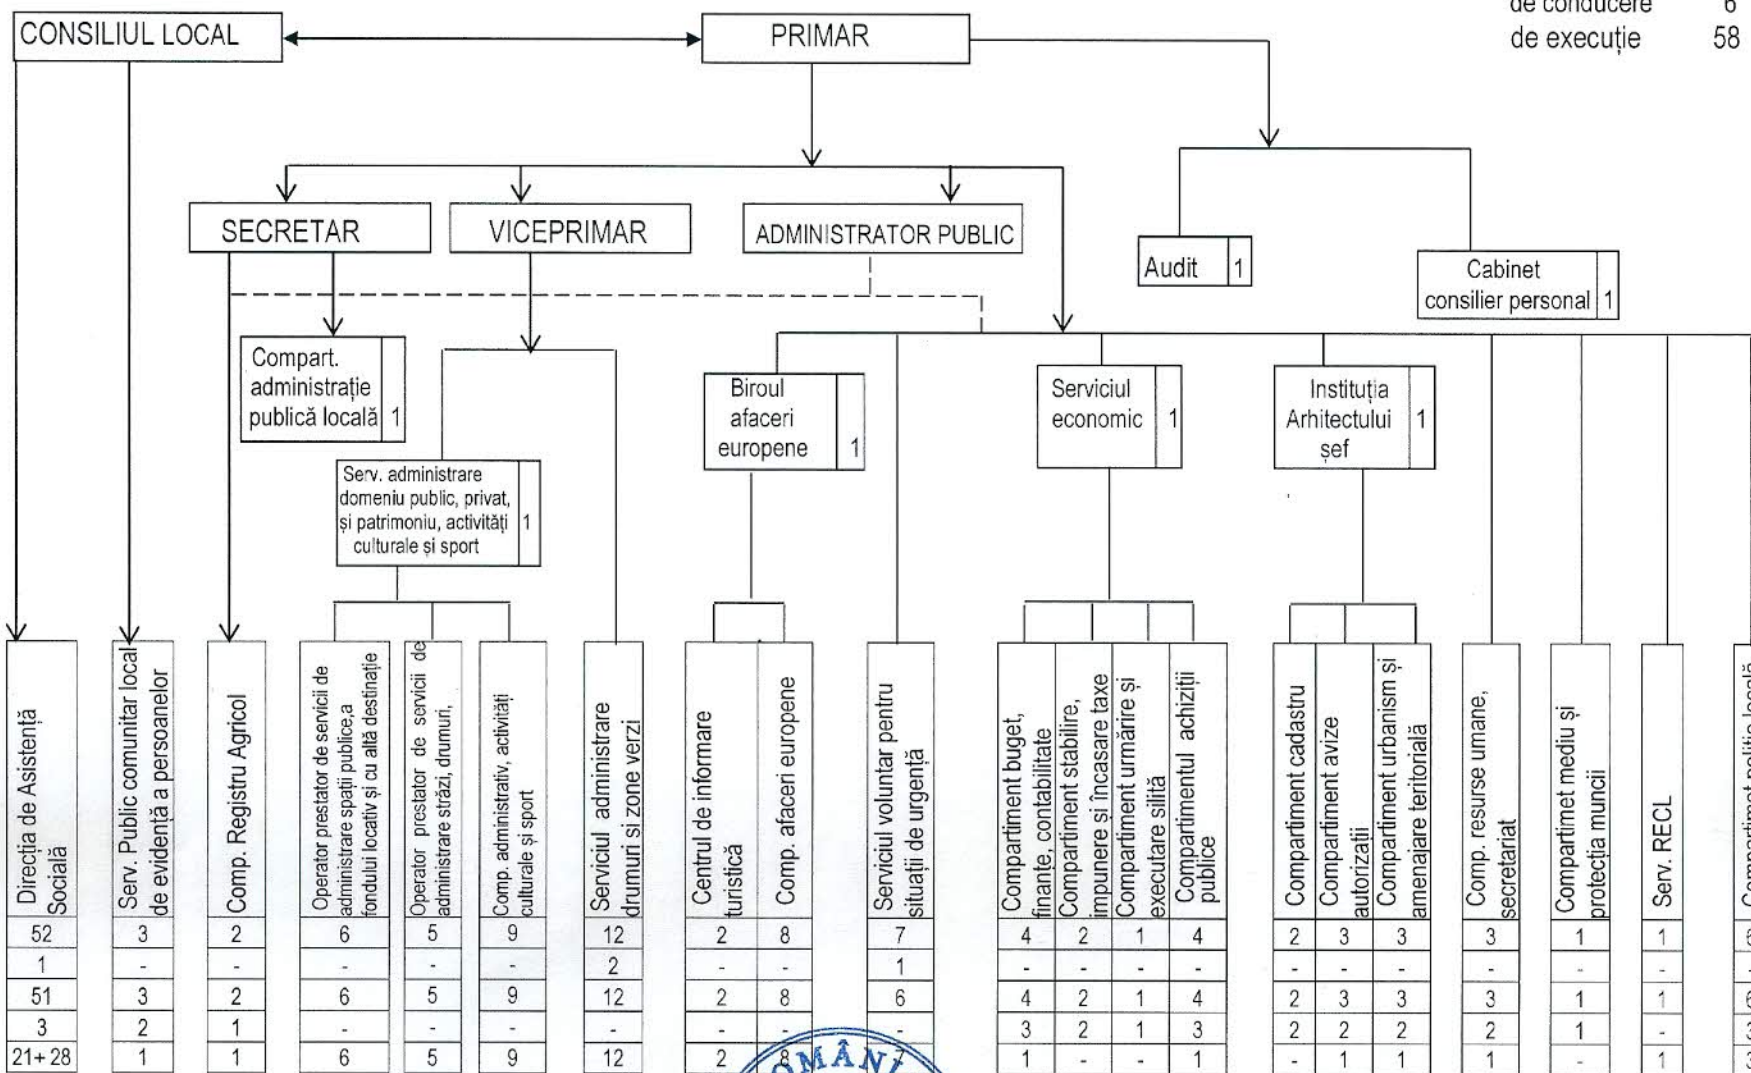 de conducere 6
de execuție 58
CONSILIUL LOCAL
PRIMAR
SECRETAR
VICEPRIMAR
ADMINISTRATOR PUBLIC
Audit 1
Cabinet
consilier personal 1
Compart.
administrație
publică locală 1
Serv. administrare
domeniu public, privat,
și patrimoniu, activități 1
culturale și sport
Biroul
afaceri
europene 1
Serviciul
economic 1
Instituția
Arhitectului 1
șef
Direcția de Asistență
Socială
Serv. Public comunitar local
de evidență a persoanelor
Comp. Registru Agricol
Operator prestator de servicii de
administrare spații publice,a
fondului locativ și cu altă destinație
Operator prestator de servicii de
administrare străzi, drumuri,
Comp. administrativ, activități
culturale și sport
Serviciul administrare
drumuri si zone verzi
Centrul de informare
turistică
Comp. afaceri europene
Serviciul voluntar pentru
situații de urgență
Compartiment buget,
finanțe, contabilitate
Compartiment stabilire,
impunere și încasare taxe
Compartiment urmărire și
executare silită
Compartimentul achiziții
publice
Compartiment cadastru
Compartiment avize
autorizații
Compartiment urbanism și
amenajare teritorială
Comp. resurse umane,
secretariat
Compartimet mediu și
protecția muncii
Serv. RECL
52 3 2 6 5 9 12 2 8 7 4 2 1 4 2 3 3 3 1 1
1 - - - - - 2 - - 1 - - - - - - - - - - -
51 3 2 6 5 9 12 2 8 6 4 2 1 4 2 3 3 3 1 1
3 2 1 - - - - - - - 3 2 1 3 2 2 2 2 1 -
21+28 1 1 6 5 9 12 2 8 7 1 - - 1 - 1 1 1 - 1